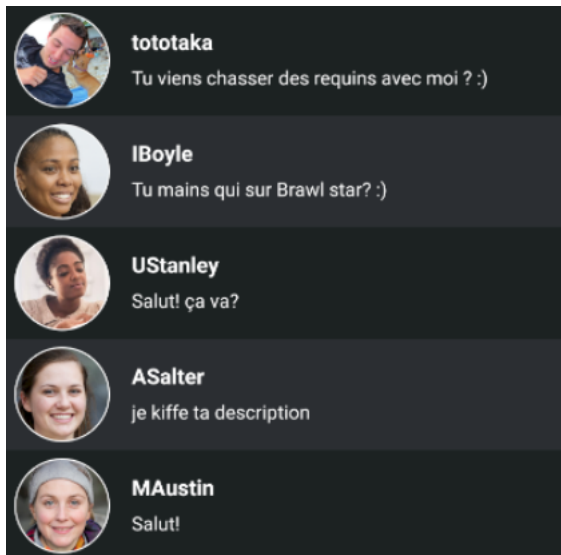 tototaka
Tu viens chasser des requins avec moi ? :)
IBoyle
Tu mains qui sur Brawl star? :)
UStanley
Salut! ça va?
ASalter
je kiffe ta description
MAustin
Salut!